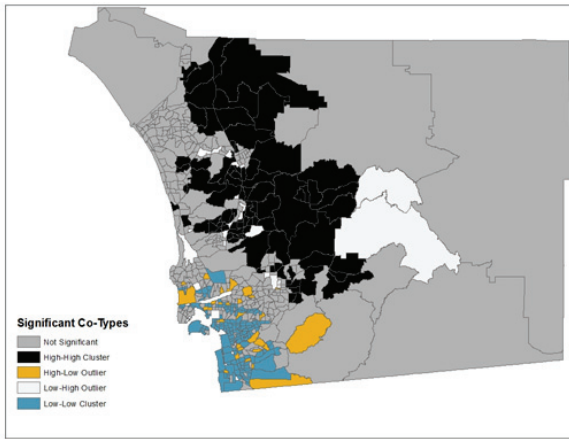 Significant Co-Types
Not Significant
High-High Cluster
High-Low Outlier
Low-High Outlier
Low-Low Cluster